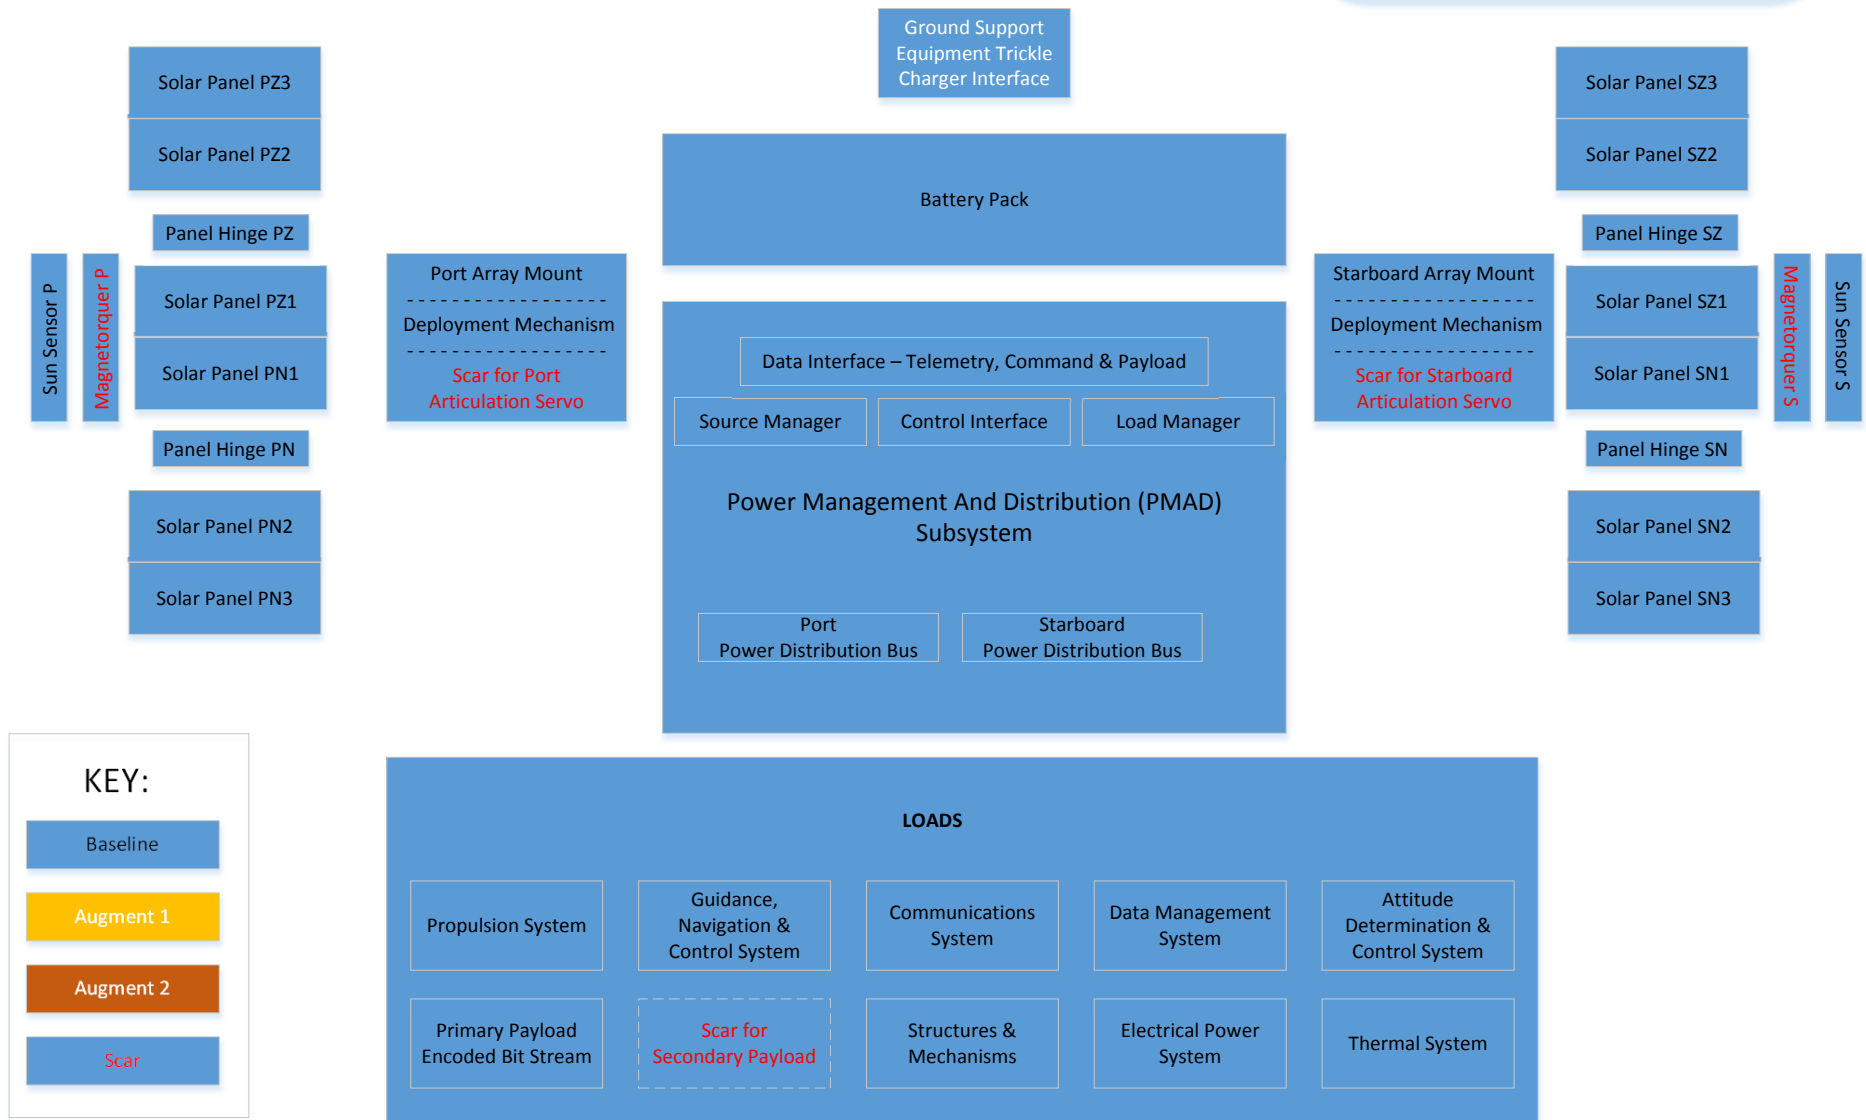 Ground Support
Equipment Trickle
Charger Interface
Solar Panel PZ3
Solar Panel PZ2
Panel Hinge PZ
Sun Sensor P
Magnetorquer P
Solar Panel PZ1
Solar Panel PN1
Panel Hinge PN
Solar Panel PN2
Solar Panel PN3
Port Array Mount
Deployment Mechanism
Scar for Port
Articulation Servo
Battery Pack
Data Interface – Telemetry, Command & Payload
Source Manager
Control Interface
Load Manager
Power Management And Distribution (PMAD)
Subsystem
Port
Power Distribution Bus
Starboard
Power Distribution Bus
Starboard Array Mount
Deployment Mechanism
Scar for Starboard
Articulation Servo
Solar Panel SZ3
Solar Panel SZ2
Panel Hinge SZ
Solar Panel SZ1
Solar Panel SN1
Magnetorquer S
Sun Sensor S
Panel Hinge SN
Solar Panel SN2
Solar Panel SN3
KEY:
Baseline
Augment 1
Augment 2
Scar
LOADS
Propulsion System
Guidance,
Navigation &
Control System
Communications
System
Data Management
System
Attitude
Determination &
Control System
Primary Payload
Encoded Bit Stream
Scar for
Secondary Payload
Structures &
Mechanisms
Electrical Power
System
Thermal System